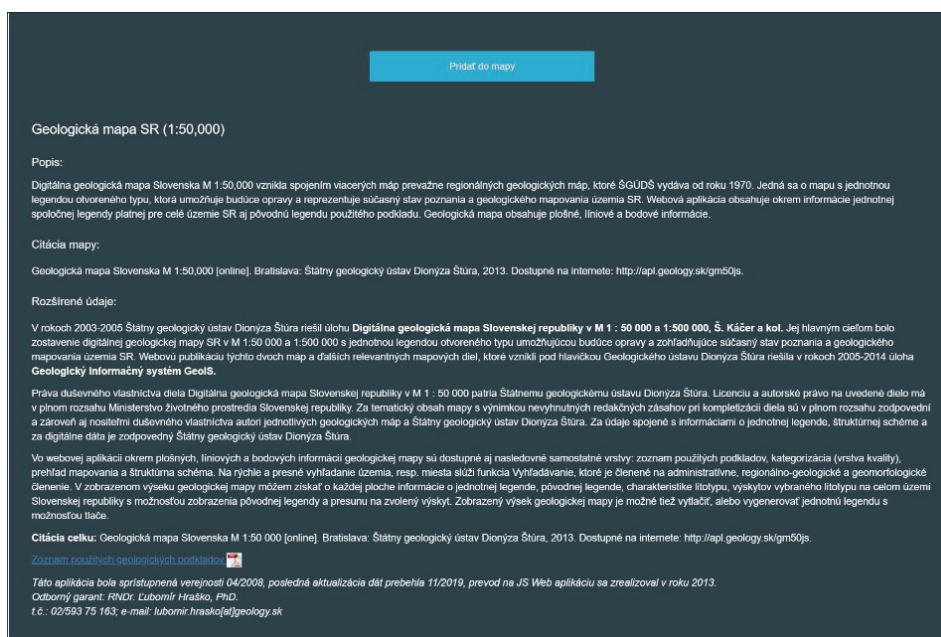 Pridať do mapy
Geologická mapa SR (1:50,000)
Popis:
Digitálna geologická mapa Slovenska M 1:50,000 vznikla spojením viacerých máp prevažne regionálnych geologických máp, ktoré ŠGÚDŠ vydáva od roku 1970. Jedná sa o mapu s jednotnou
legendou otvoreného typu, ktorá umožňuje budúce opravy a reprezentuje súčasný stav poznania a geologického mapovania územia SR. Webová aplikácia obsahuje okrem informácie jednotnej
spoločnej legendy platnej pre celé územie SR aj pôvodnú legendu použitého podkladu. Geologická mapa obsahuje plošné, líniové a bodové informácie.
Citácia mapy:
Geologická mapa Slovenska M 1:50,000 [online]. Bratislava: Štátny geologický ústav Dionýza Štúra, 2013. Dostupné na internete: http://apl.geology.sk/gm50js.
Rozšírené údaje:
V rokoch 2003-2005 Štátny geologický ústav Dionýza Štúra riešil úlohu Digitálna geologická mapa Slovenskej republiky v M 1 : 50 000 a 1:500 000, Š. Káčer a kol. Jej hlavným cieľom bolo
zostavenie digitálnej geologickej mapy SR v M 1:50 000 a 1:500 000 s jednotnou legendou otvoreného typu umožňujúcou budúce opravy a zohľadňujúce súčasný stav poznania a geologického
mapovania územia SR. Webovú publikáciu týchto dvoch máp a ďalších relevantných mapových diel, ktoré vznikli pod hlavičkou Geologického ústavu Dionýza Štúra riešila v rokoch 2005-2014 úloha
Geologický Informačný systém GeoIS.
Práva duševného vlastníctva diela Digitálna geologická mapa Slovenskej republiky v M 1 : 50 000 patria Štátnemu geologickému ústavu Dionýza Štúra. Licenciu a autorské právo na uvedené dielo má
v plnom rozsahu Ministerstvo životného prostredia Slovenskej republiky. Za tematický obsah mapy s výnimkou nevyhnutných redakčných zásahov pri kompletizácii diela sú v plnom rozsahu zodpovední
a zároveň aj nositeľmi duševného vlastníctva autori jednotlivých geologických máp a Štátny geologický ústav Dionýza Štúra. Za údaje spojené s informáciami o jednotnej legende, štruktúrnej schéme a
za digitálne dáta je zodpovedný Štátny geologický ústav Dionýza Štúra.
Vo webovej aplikácii okrem plošných, líniových a bodových informácií geologickej mapy sú dostupné aj nasledovné samostatné vrstvy: zoznam použitých podkladov, kategorizácia (vrstva kvality),
prehľad mapovania a štruktúrna schéma. Na rýchle a presné vyhľadanie územia, resp. miesta slúži funkcia Vyhľadávanie, ktoré je členené na administratívne, regionálno-geologické a geomorfologické
členenie. V zobrazenom výseku geologickej mapy môžem získať o každej ploche informácie o jednotnej legende, pôvodnej legende, charakteristike litotypu, výskytov vybraného litotypu na celom území
Slovenskej republiky s možnosťou zobrazenia pôvodnej legendy a presunu na zvolený výskyt. Zobrazený výsek geologickej mapy je možné tiež vytlačiť, alebo vygenerovať jednotnú legendu s
možnosťou tlače.
Citácia celku: Geologická mapa Slovenska M 1:50 000 [online]. Bratislava: Štátny geologický ústav Dionýza Štúra, 2013. Dostupné na internete: http://apl.geology.sk/gm50js.
Zoznam použitých geologických podkladov
Táto aplikácia bola sprístupnená verejnosti 04/2008, posledná aktualizácia dát prebehla 11/2019, prevod na JS Web aplikáciu sa zrealizoval v roku 2013.
Odborný garant: RNDr. Ľubomír Hraško, PhD.
t.č.: 02/593 75 163; e-mail: lubomir.hrasko[at]geology.sk